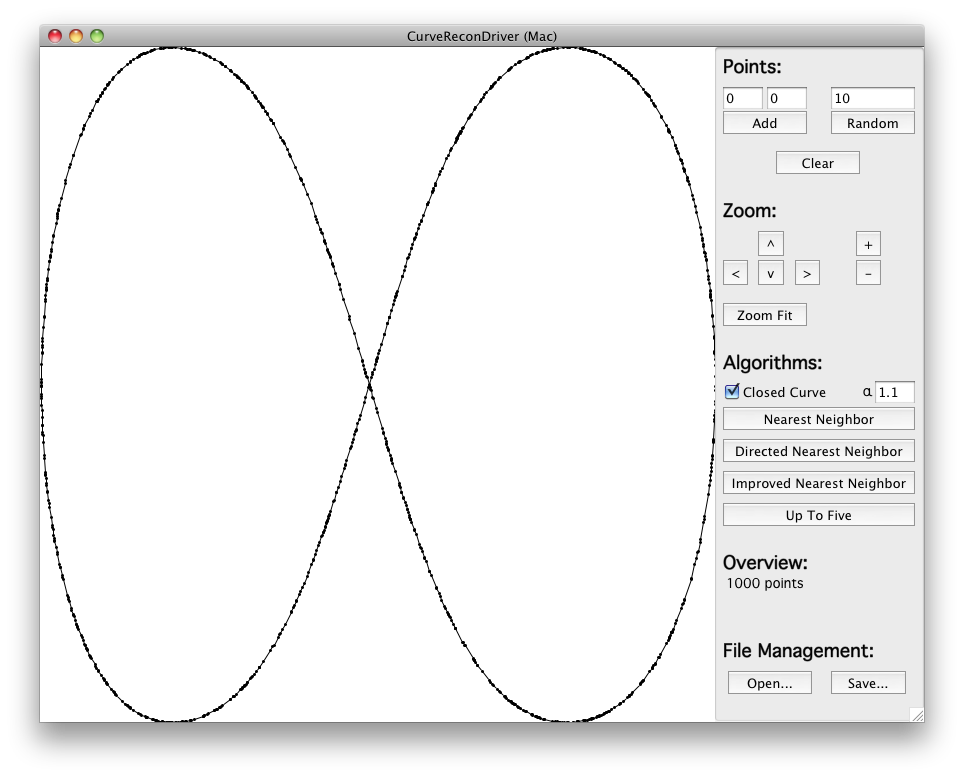 CurveReconDriver (Mac)
Points:
0 0 10
Add Random
Clear
Zoom:
^ +
< v > -
Zoom Fit
Algorithms:
Closed Curve α 1.1
Nearest Neighbor
Directed Nearest Neighbor
Improved Nearest Neighbor
Up To Five
Overview:
1000 points
File Management:
Open... Save...